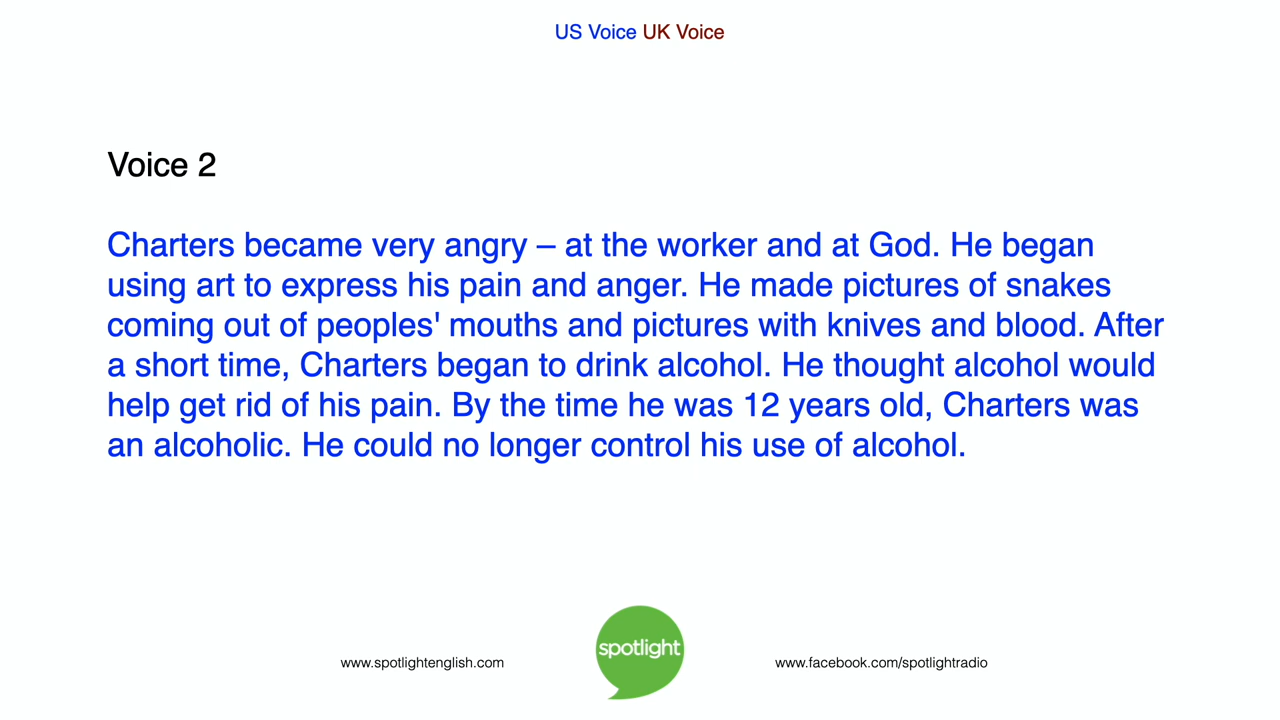 US Voice UK Voice
Voice 2
Charters became very angry – at the worker and at God. He began
using art to express his pain and anger. He made pictures of snakes
coming out of peoples' mouths and pictures with knives and blood. After
a short time, Charters began to drink alcohol. He thought alcohol would
help get rid of his pain. By the time he was 12 years old, Charters was
an alcoholic. He could no longer control his use of alcohol.
spotlight
www.spotlightenglish.com
www.facebook.com/spotlightradio